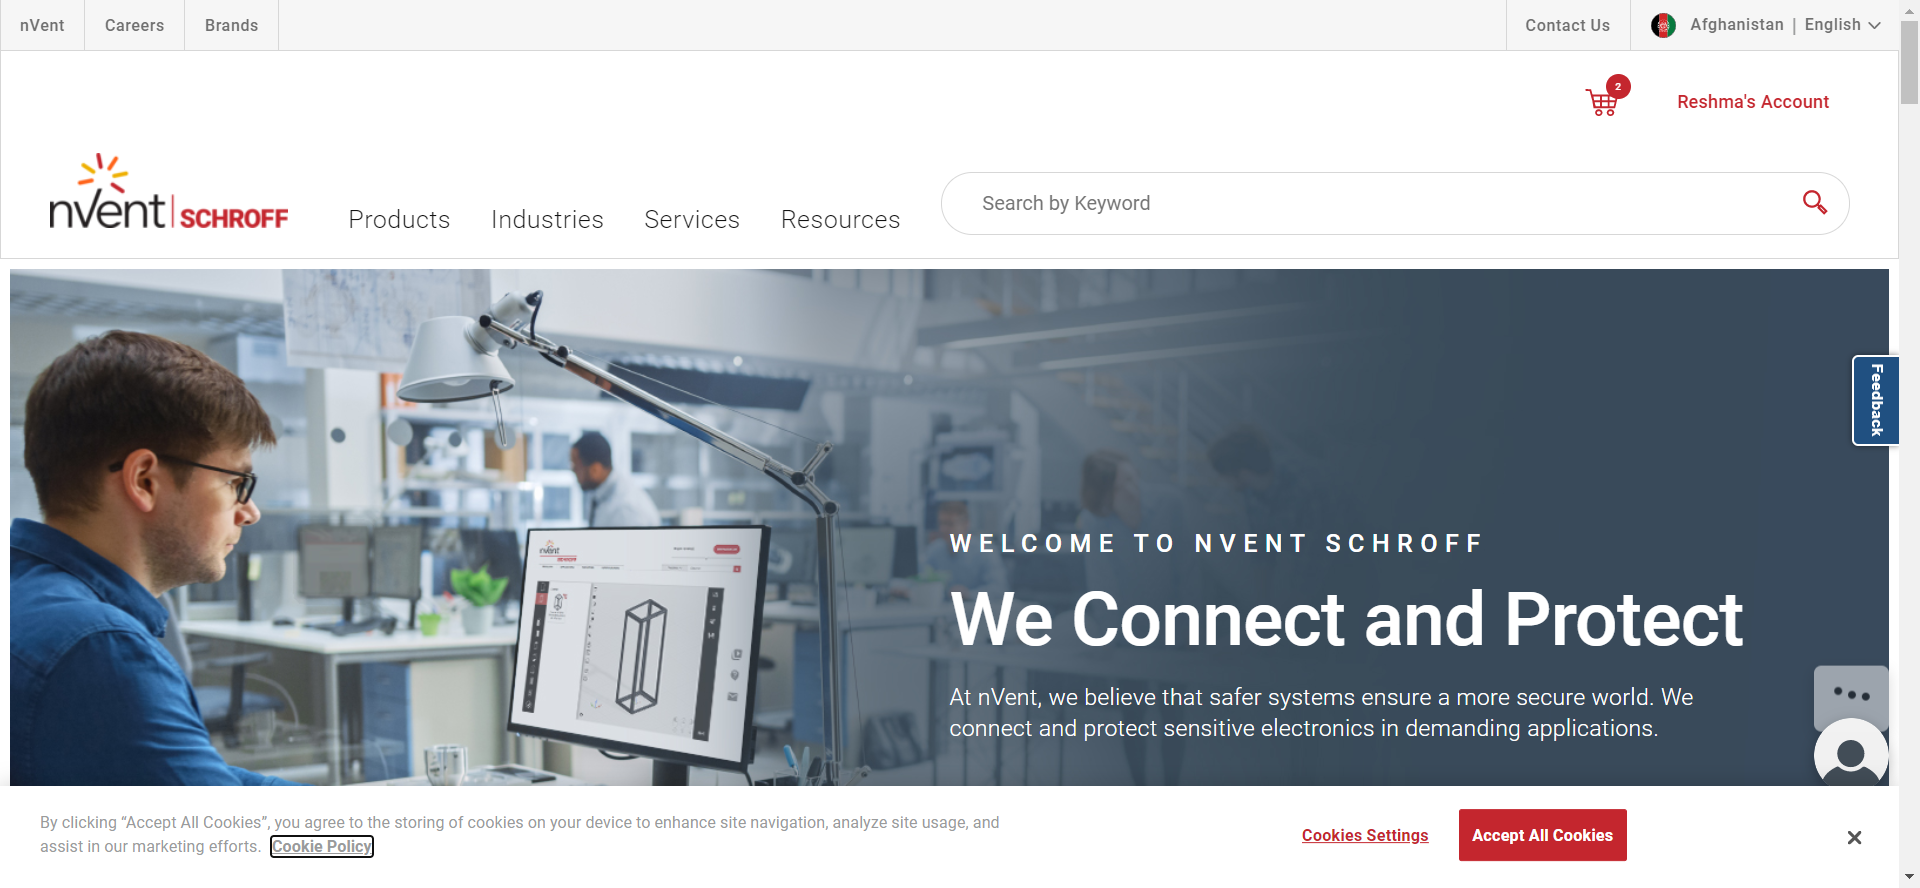 nVent
Careers
Brands
Contact Us
Afghanistan | English
2
Reshma's Account
nVent | SCHROFF
Products
Industries
Services
Resources
Search by Keyword
Feedback
WELCOME TO NVENT SCHROFF
We Connect and Protect
At nVent, we believe that safer systems ensure a more secure world. We
connect and protect sensitive electronics in demanding applications.
By clicking “Accept All Cookies”, you agree to the storing of cookies on your device to enhance site navigation, analyze site usage, and
assist in our marketing efforts. Cookie Policy
Cookies Settings
Accept All Cookies